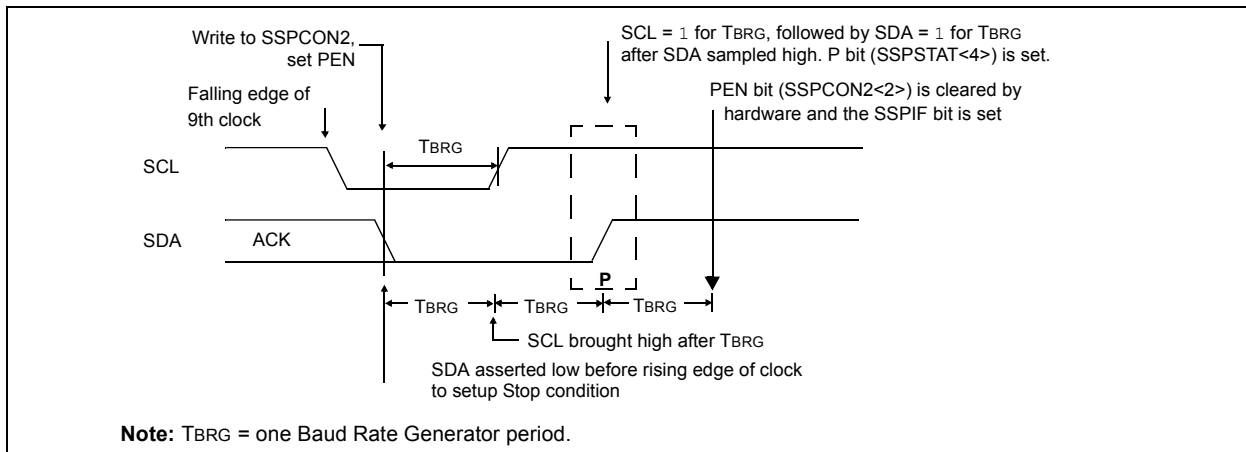 Write to SSPCON2,
set PEN
SCL = 1 for TBRG, followed by SDA = 1 for TBRG
after SDA sampled high. P bit (SSPSTAT<4>) is set.
Falling edge of
9th clock
PEN bit (SSPCON2<2>) is cleared by
hardware and the SSPIF bit is set
TBRG
SCL
SDA
ACK
P
TBRG
TBRG
TBRG
SCL brought high after TBRG
SDA asserted low before rising edge of clock
to setup Stop condition
Note: TBRG = one Baud Rate Generator period.